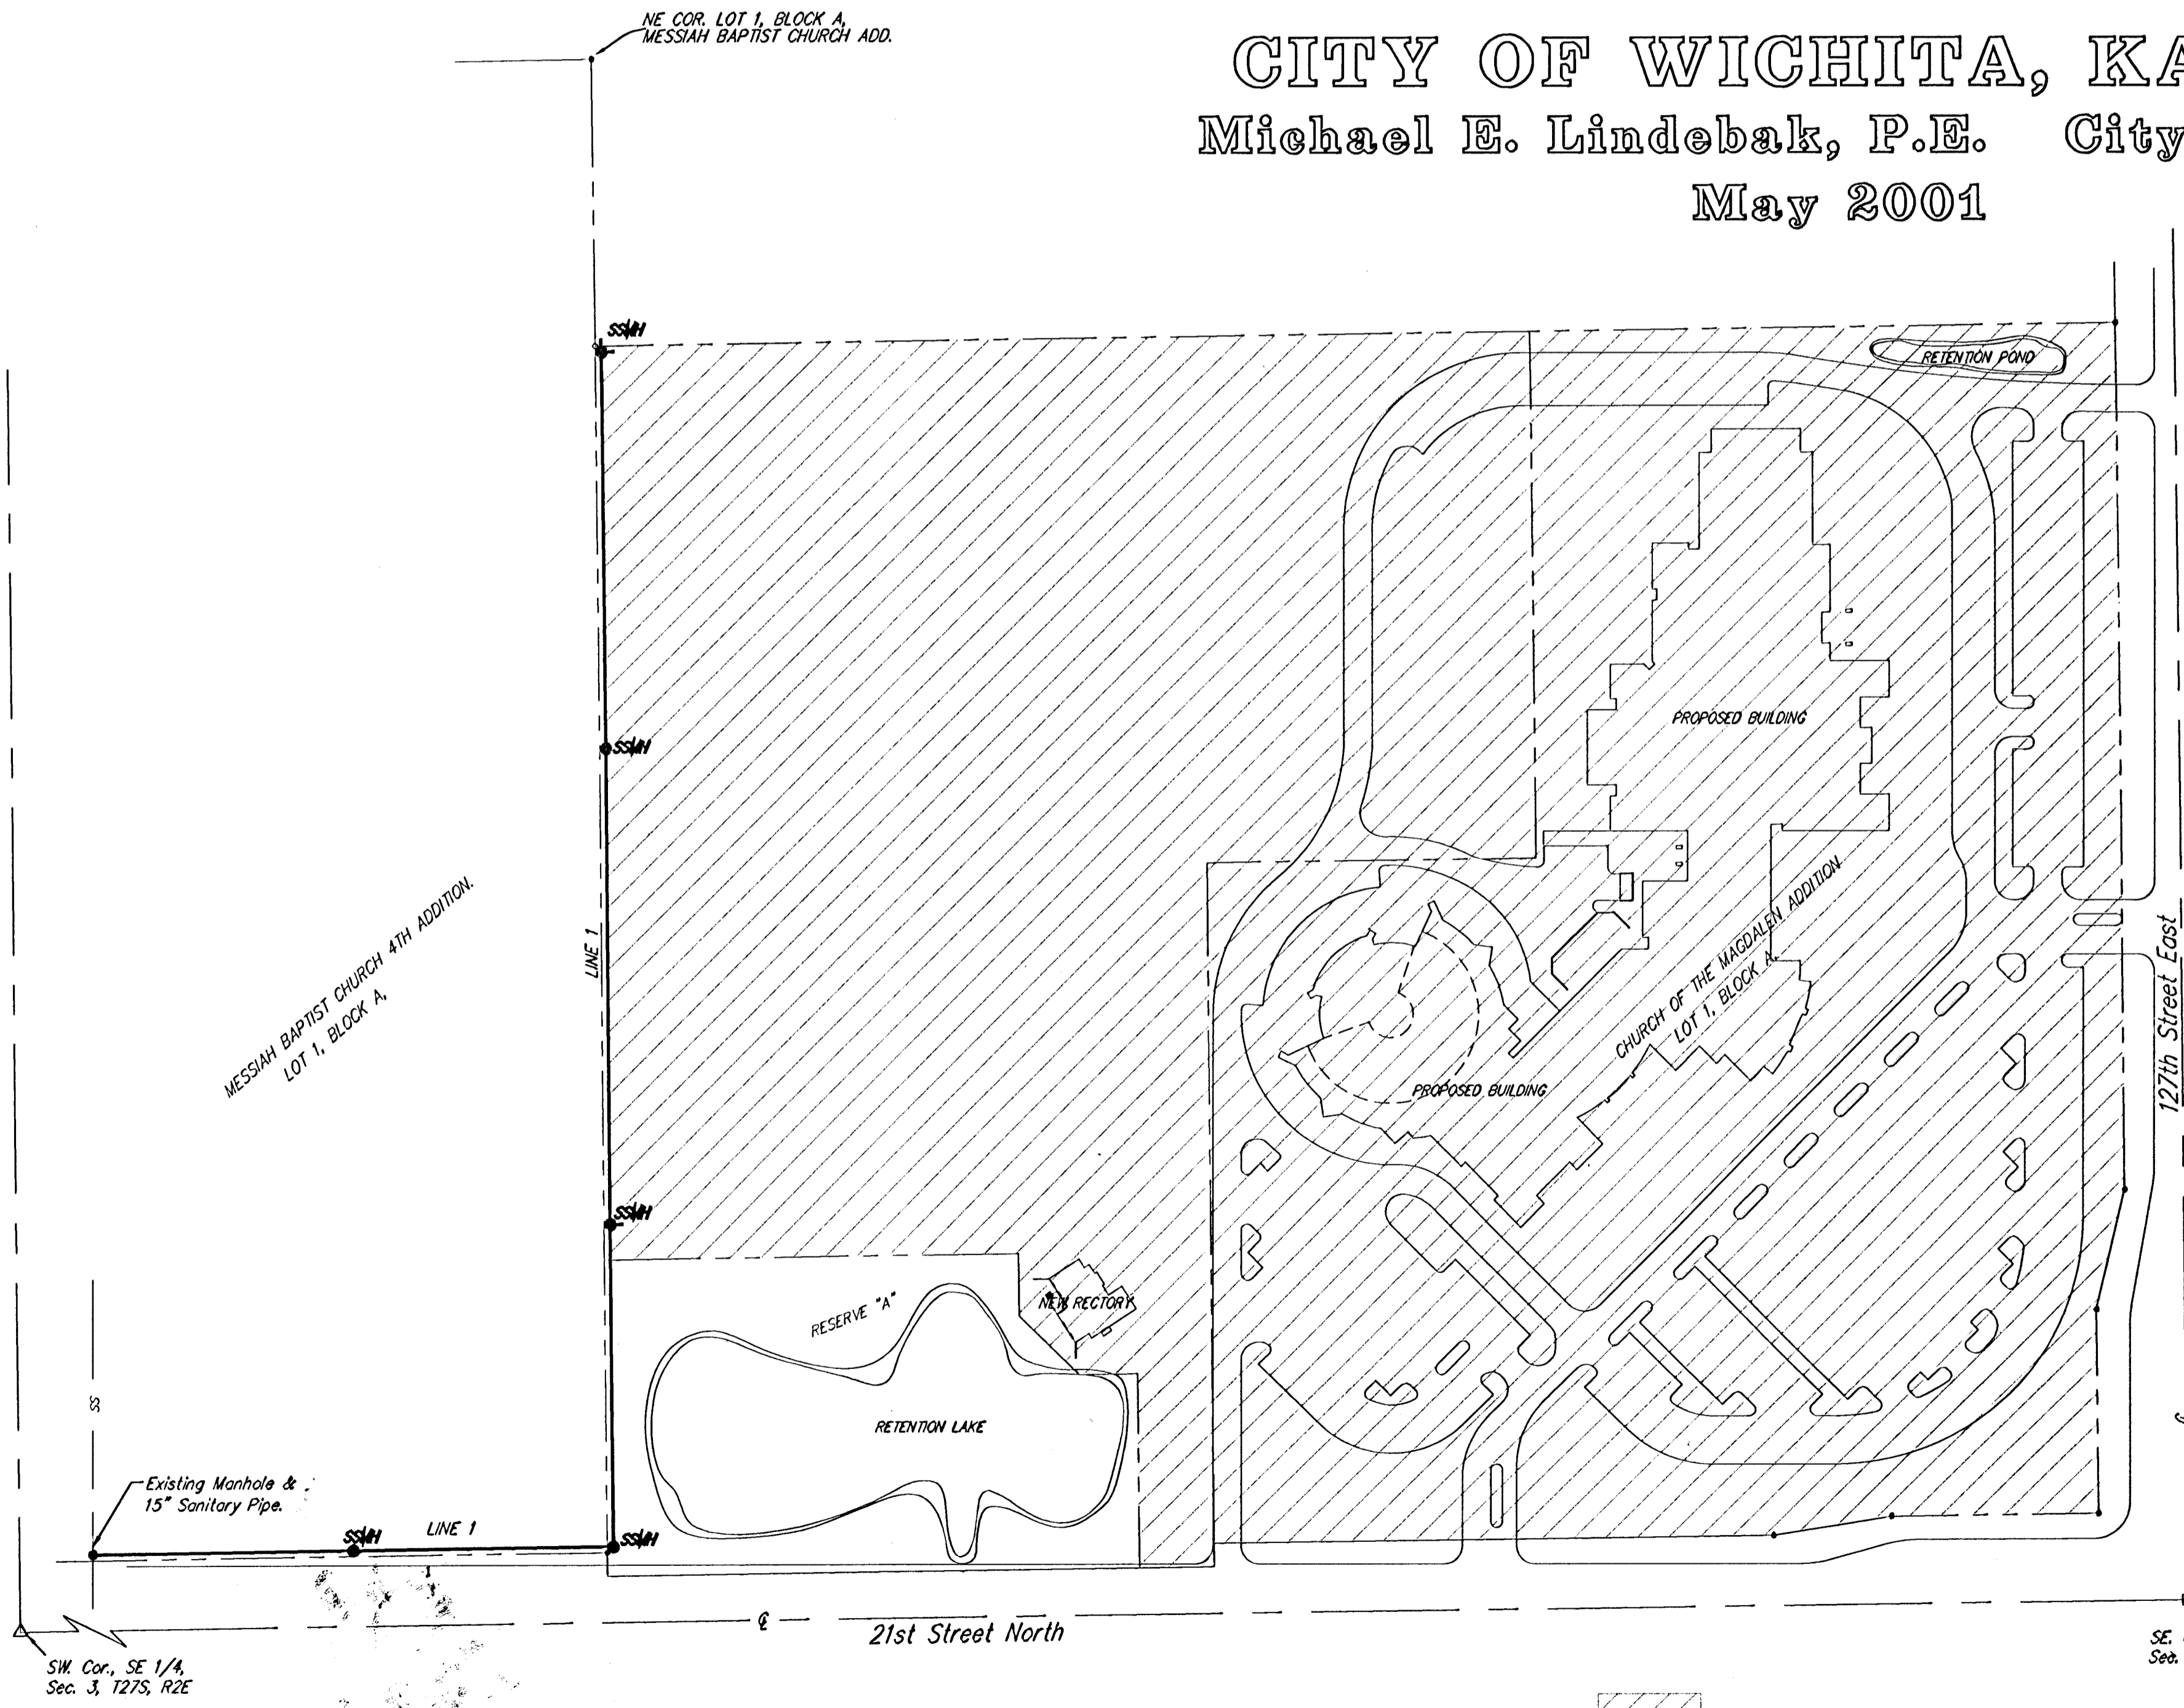 NE COR. LOT 1, BLOCK A,
MESSIAH BAPTIST CHURCH ADD.
CITY OF WICHITA, KA
Michael E. Lindebak, P.E. City
May 2001
SSMH
RETENTION POND
SSMH
PROPOSED BUILDING
MESSIAH BAPTIST CHURCH 4TH ADDITION.
LOT 1, BLOCK A,
LINE 1
CHURCH OF THE MAGDALEN ADDITION
LOT 1, BLOCK A,
127th Street East
PROPOSED BUILDING
SSMH
RESERVE "A"
NEW RECTORY
SS
RETENTION LAKE
Existing Manhole &
15" Sanitary Pipe.
SSMH
LINE 1
SSMH
21st Street North
SW. Cor., SE 1/4,
Sec. 3, T27S, R2E
SE.
Sec.